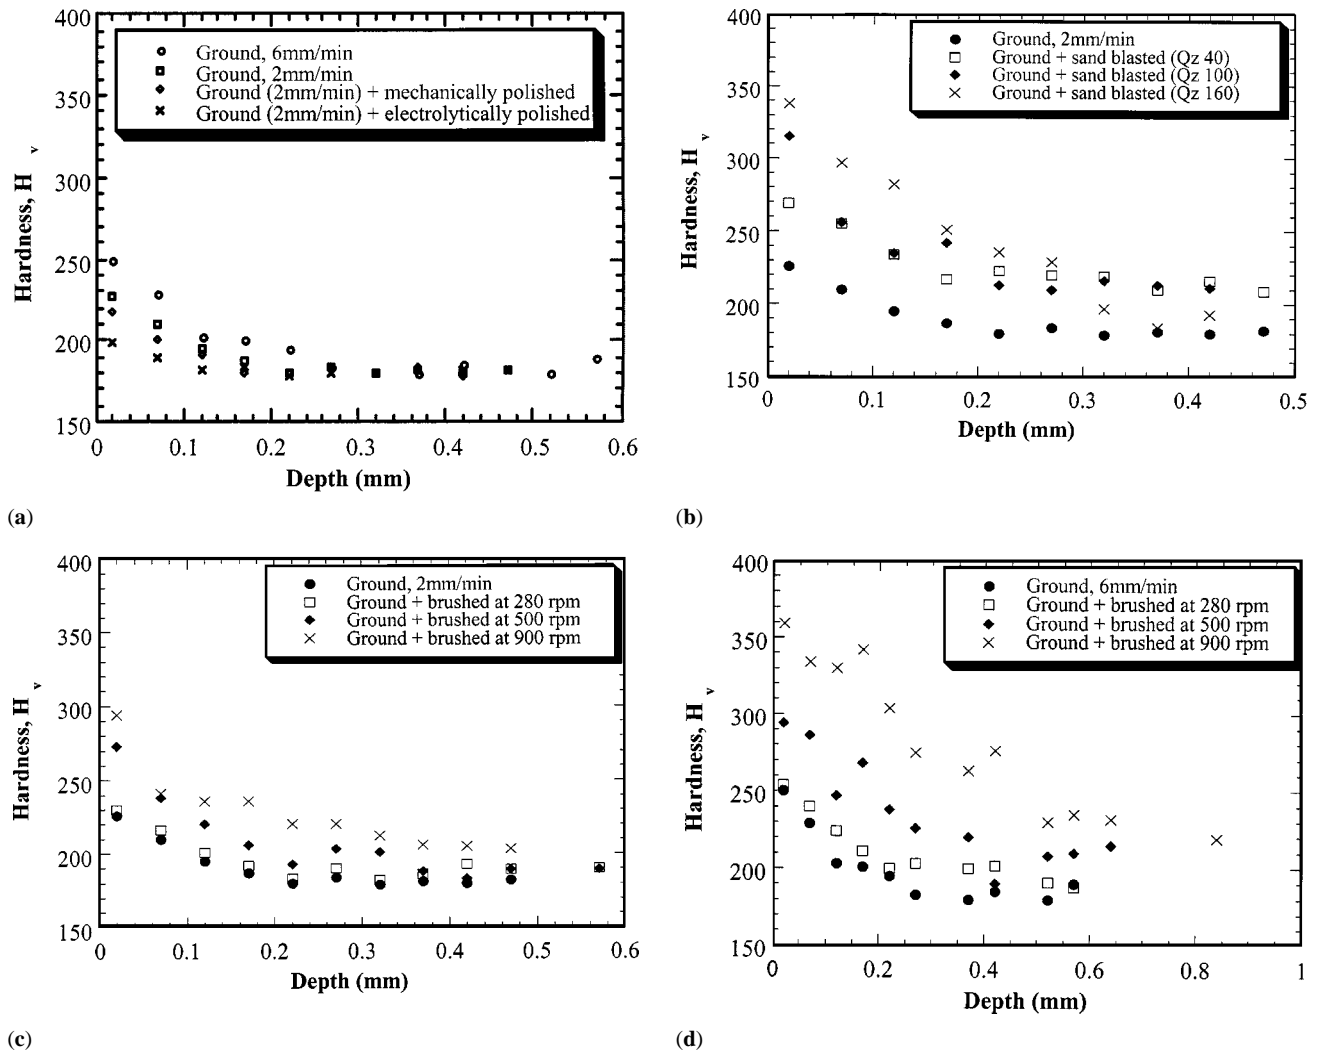 400
350
300
250
200
150
Hardness, H v
Ground, 6mm/min
Ground, 2mm/min
Ground (2mm/min) + mechanically polished
Ground (2mm/min) + electrolytically polished
0 0.1 0.2 0.3 0.4 0.5 0.6
Depth (mm)
(a)
400
350
300
250
200
150
Hardness, H v
Ground, 2mm/min
Ground + sand blasted (Qz 40)
Ground + sand blasted (Qz 100)
Ground + sand blasted (Qz 160)
0 0.1 0.2 0.3 0.4 0.5
Depth (mm)
(b)
400
350
300
250
200
150
Hardness, H v
Ground, 2mm/min
Ground + brushed at 280 rpm
Ground + brushed at 500 rpm
Ground + brushed at 900 rpm
0 0.1 0.2 0.3 0.4 0.5 0.6
Depth (mm)
(c)
400
350
300
250
200
150
Hardness, H v
Ground, 6mm/min
Ground + brushed at 280 rpm
Ground + brushed at 500 rpm
Ground + brushed at 900 rpm
0 0.2 0.4 0.6 0.8 1
Depth (mm)
(d)